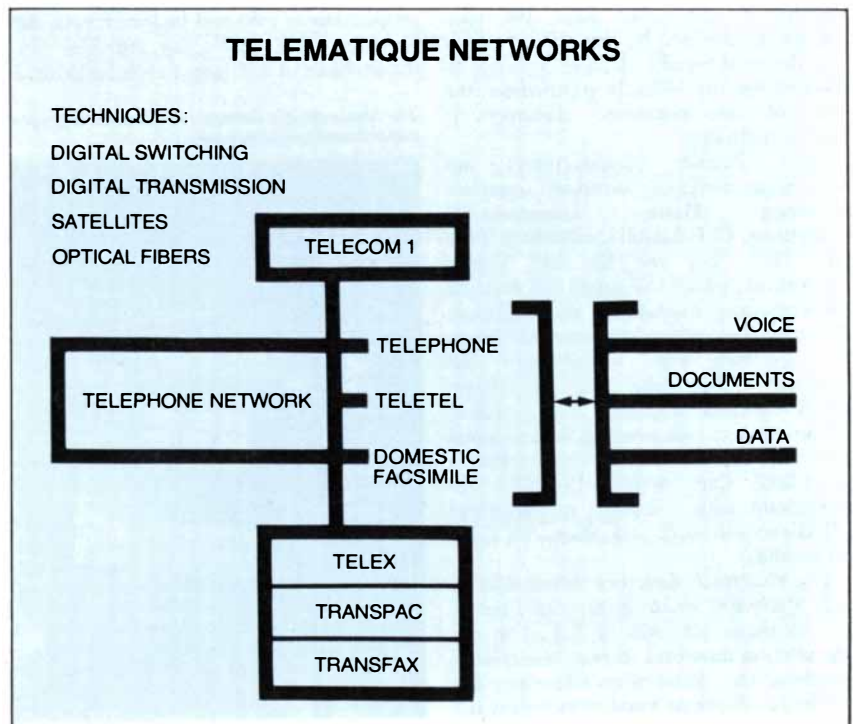 TELEMATIQUE NETWORKS
TECHNIQUES:
DIGITAL SWITCHING
DIGITAL TRANSMISSION
SATELLITES
OPTICAL FIBERS
TELECOM 1
TELEPHONE NETWORK
TELEPHONE
TELETEL
DOMESTIC
FACSIMILE
VOICE
DOCUMENTS
DATA
TELEX
TRANSPAC
TRANSFAX